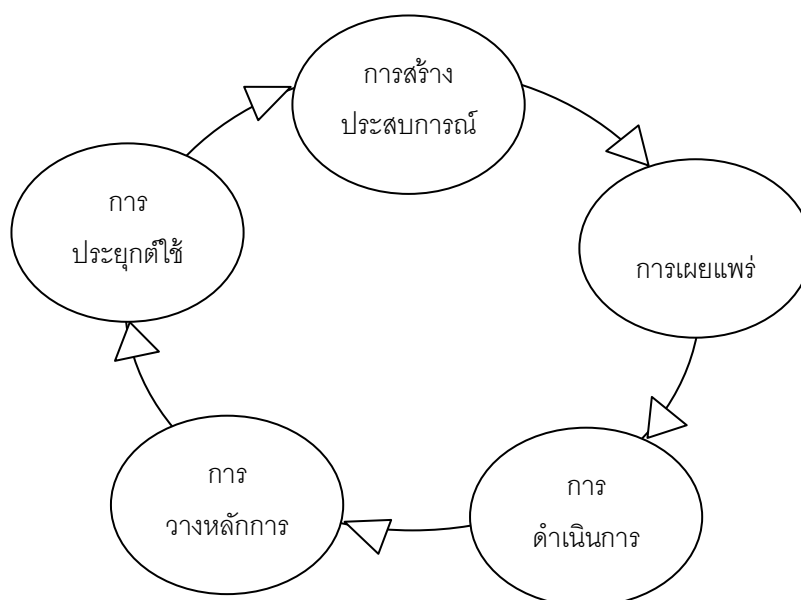 การสร้าง
ประสบการณ์
การเผยแพร่
การ
ดำเนินการ
การ
วางหลักการ
การ
ประยุกต์ใช้